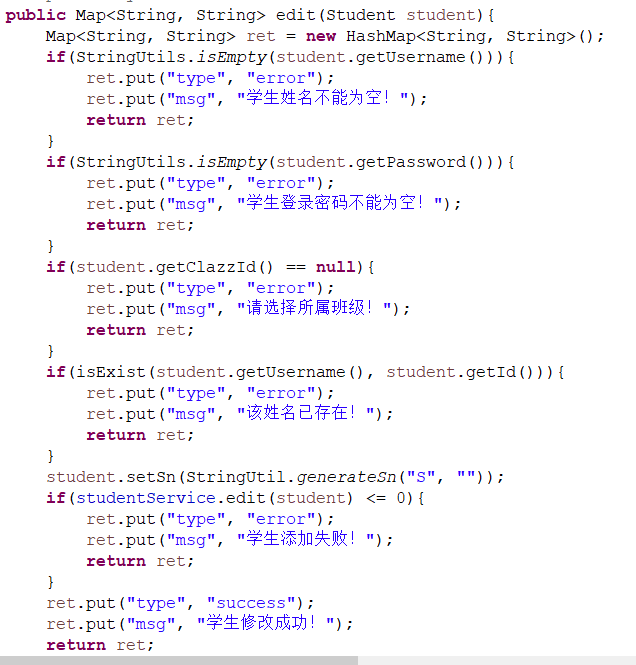 public Map<String, String> edit(Student student){
    Map<String, String> ret = new HashMap<String, String>();
    if(StringUtils.isEmpty(student.getUsername())){
        ret.put("type", "error");
        ret.put("msg", "学生姓名不能为空！");
        return ret;
    }
    if(StringUtils.isEmpty(student.getPassword())){
        ret.put("type", "error");
        ret.put("msg", "学生登录密码不能为空！");
        return ret;
    }
    if(student.getClazzId() == null){
        ret.put("type", "error");
        ret.put("msg", "请选择所属班级！");
        return ret;
    }
    if(isExist(student.getUsername(), student.getId())){
        ret.put("type", "error");
        ret.put("msg", "该姓名已存在！");
        return ret;
    }
    student.setSn(StringUtil.generateSn("S", ""));
    if(studentService.edit(student) <= 0){
        ret.put("type", "error");
        ret.put("msg", "学生添加失败！");
        return ret;
    }
    ret.put("type", "success");
    ret.put("msg", "学生修改成功！");
    return ret;